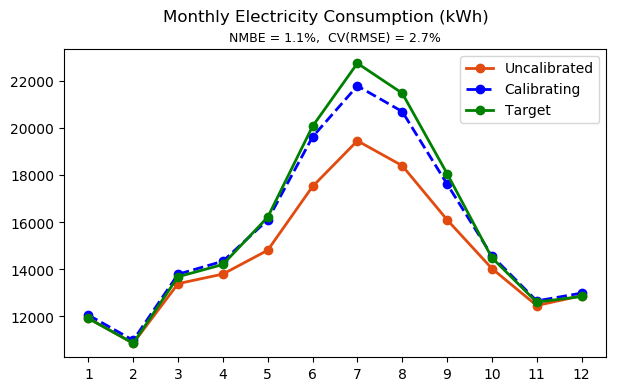 Monthly Electricity Consumption (kWh)
NMBE = 1.1%,  CV(RMSE) = 2.7%
Uncalibrated
Calibrating
Target
22000
20000
18000
16000
14000
12000
1 2 3 4 5 6 7 8 9 10 11 12